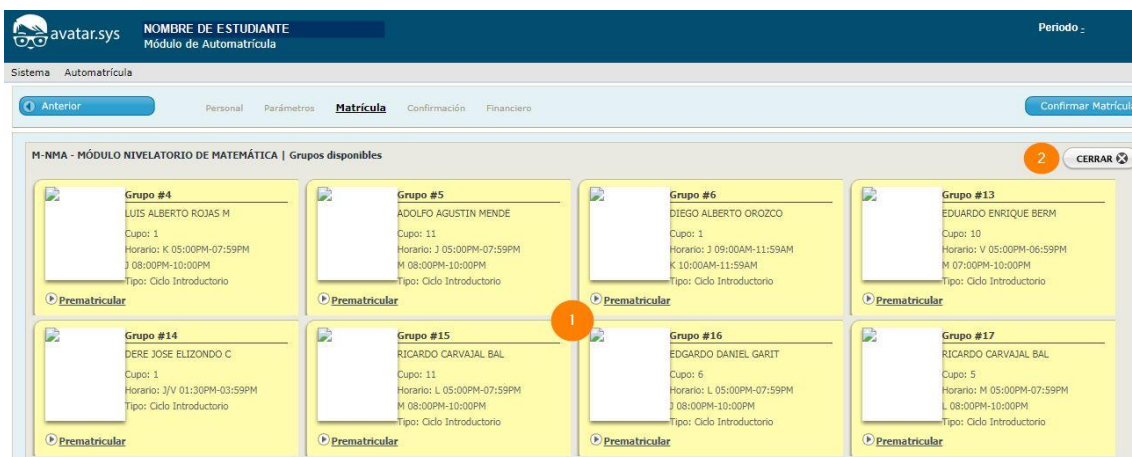 avatar.sys
NOMBRE DE ESTUDIANTE
Módulo de Automatrícula
Periodo -
Sistema Automatrícula
Anterior Personal Parámetros Matrícula Confirmación Financiero Confirmar Matrícul
M-NMA - MÓDULO NIVELATORIO DE MATEMÁTICA | Grupos disponibles
2 CERRAR
Grupo #4
LUIS ALBERTO ROJAS M
Cupo: 1
Horario: K 05:00PM-07:59PM
J 08:00PM-10:00PM
Tipo: Ciclo Introductorio
Prematricular
Grupo #5
ADOLFO AGUSTIN MENDE
Cupo: 11
Horario: J 05:00PM-07:59PM
M 08:00PM-10:00PM
Tipo: Ciclo Introductorio
Prematricular
Grupo #6
DIEGO ALBERTO OROZCO
Cupo: 1
Horario: J 09:00AM-11:59AM
K 10:00AM-11:59AM
Tipo: Ciclo Introductorio
Prematricular
Grupo #13
EDUARDO ENRIQUE BERM
Cupo: 10
Horario: V 05:00PM-06:59PM
M 07:00PM-10:00PM
Tipo: Ciclo Introductorio
Prematricular
1
Grupo #14
DERE JOSE ELIZONDO C
Cupo: 1
Horario: J/V 01:30PM-03:59PM
Tipo: Ciclo Introductorio
Prematricular
Grupo #15
RICARDO CARVAJAL BAL
Cupo: 11
Horario: L 05:00PM-07:59PM
M 08:00PM-10:00PM
Tipo: Ciclo Introductorio
Prematricular
Grupo #16
EDGARDO DANIEL GARIT
Cupo: 6
Horario: L 05:00PM-07:59PM
J 08:00PM-10:00PM
Tipo: Ciclo Introductorio
Prematricular
Grupo #17
RICARDO CARVAJAL BAL
Cupo: 5
Horario: M 05:00PM-07:59PM
L 08:00PM-10:00PM
Tipo: Ciclo Introductorio
Prematricular